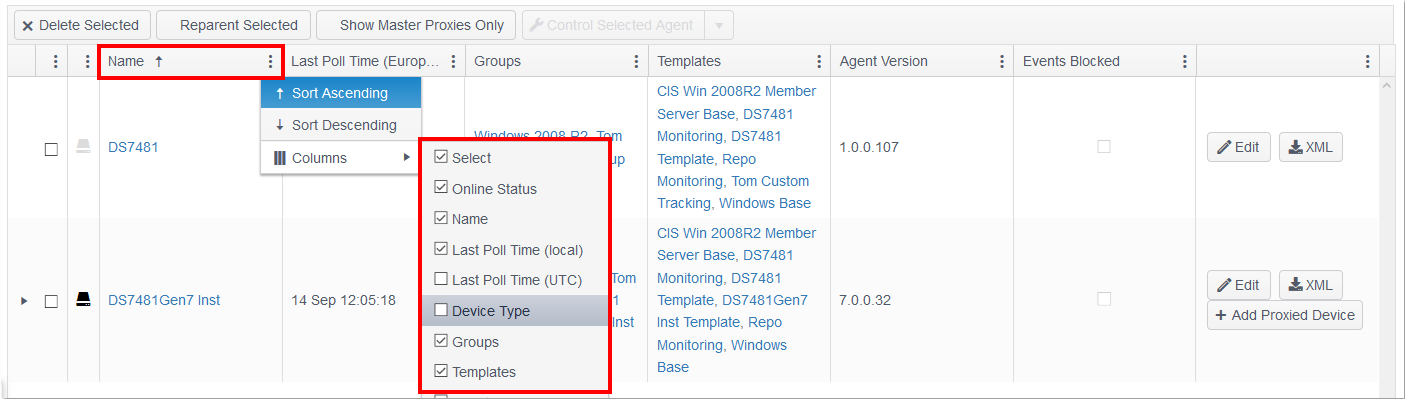 Delete Selected
Reparent Selected
Show Master Proxies Only
Control Selected Agent
Name
Last Poll Time (Europ...
Groups
Templates
Agent Version
Events Blocked
Sort Ascending
Sort Descending
Columns
Select
Online Status
Name
Last Poll Time (local)
Last Poll Time (UTC)
Device Type
Groups
Templates
DS7481
Windows 2008 R2, Tom
up
CIS Win 2008R2 Member
Server Base, DS7481
Monitoring, DS7481
Template, Repo
Monitoring, Tom Custom
Tracking, Windows Base
1.0.0.107
Edit
XML
DS7481Gen7 Inst
14 Sep 12:05:18
Tom
1
Inst
CIS Win 2008R2 Member
Server Base, DS7481
Monitoring, DS7481
Template, DS7481Gen7
Inst Template, Repo
Monitoring, Windows
Base
7.0.0.32
Edit
XML
Add Proxied Device